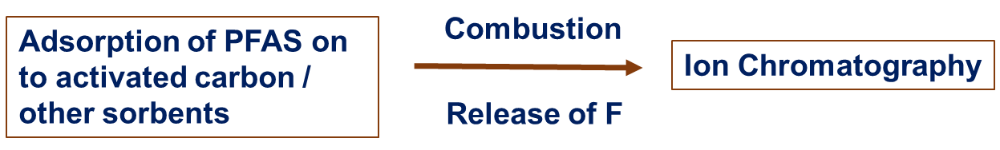 Adsorption of PFAS on
to activated carbon /
other sorbents
Combustion
Release of F
Ion Chromatography